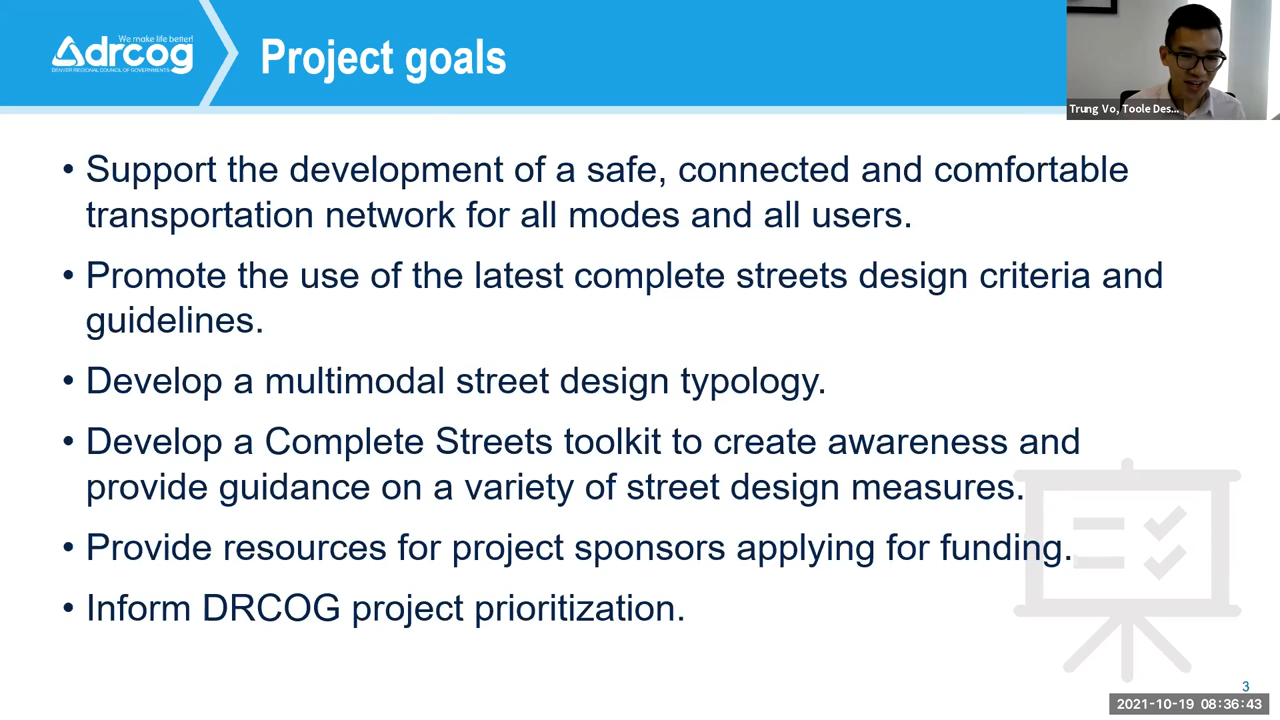 We make life better!
drcog
DENVER REGIONAL COUNCIL OF GOVERNMENTS
Project goals
Trung Vo, Toole Des...
• Support the development of a safe, connected and comfortable
transportation network for all modes and all users.
• Promote the use of the latest complete streets design criteria and
guidelines.
• Develop a multimodal street design typology.
• Develop a Complete Streets toolkit to create awareness and
provide guidance on a variety of street design measures.
• Provide resources for project sponsors applying for funding.
• Inform DRCOG project prioritization.
3
2021-10-19 08:36:43